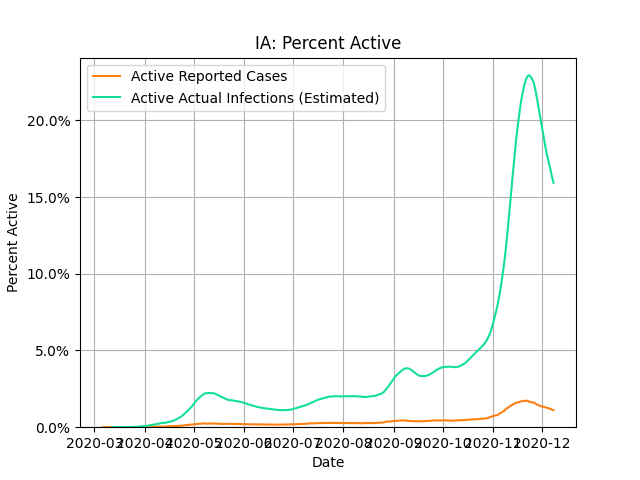 IA: Percent Active
Active Reported Cases
Active Actual Infections (Estimated)
20.0%
15.0%
10.0%
5.0%
0.0%
Percent Active
2020-03 2020-04 2020-05 2020-06 2020-07 2020-08 2020-09 2020-10 2020-11 2020-12
Date